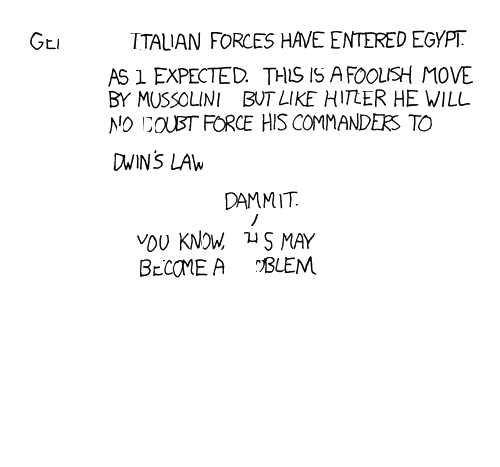 ITALIAN FORCES HAVE ENTERED EGYPT.
AS I EXPECTED. THIS IS A FOOLISH MOVE
BY MUSSOLINI BUT LIKE HITLER HE WILL
NO DOUBT FORCE HIS COMMANDERS TO
DWIN'S LAW
DAMMIT.
YOU KNOW, MAY
BECOME A